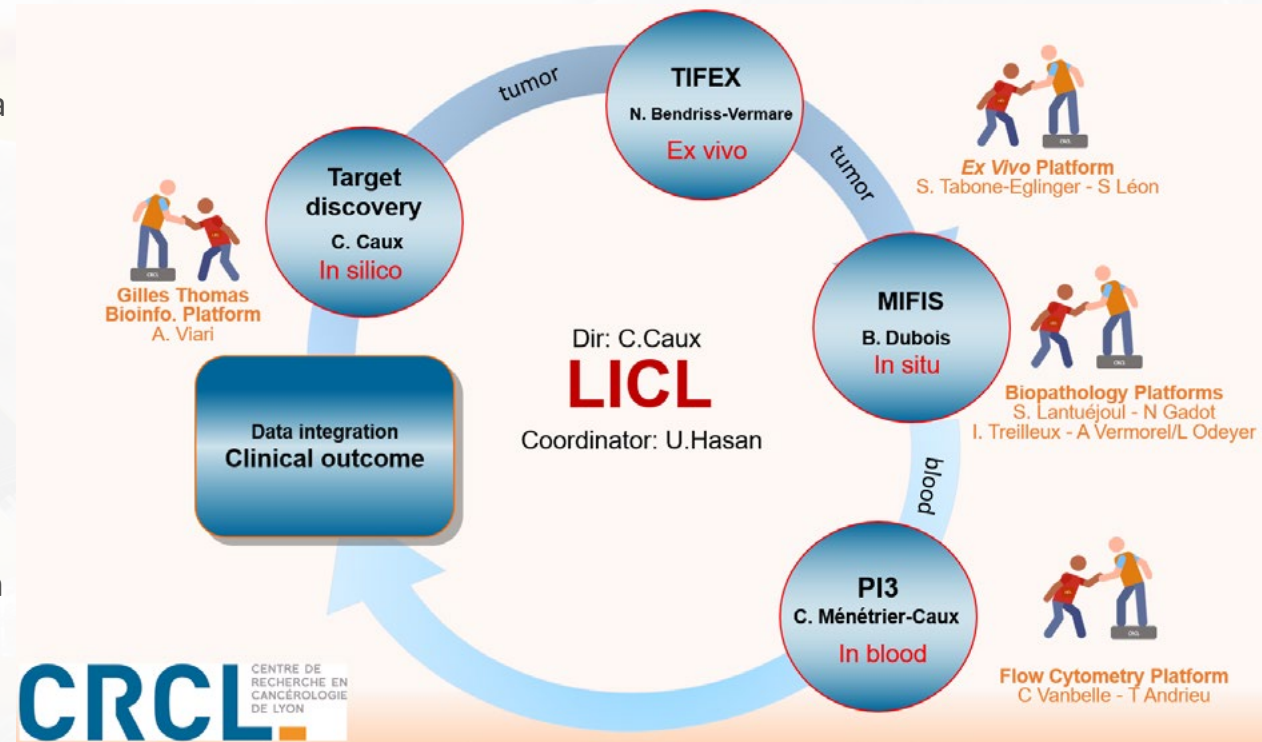 a
n
tumor
TIFEX
N. Bendriss-Vermare
Ex vivo
tumor
Ex Vivo Platform
S. Tabone-Eglinger - S Léon
Target
discovery
C. Caux
In silico
CRCL
Gilles Thomas
Bioinfo. Platform
A. Viari
Dir: C.Caux
LICL
Coordinator: U.Hasan
MIFIS
B. Dubois
In situ
CRCL
Biopathology Platforms
S. Lantuéjoul - N Gadot
I. Treilleux - A Vermorel/L Odeyer
Data integration
Clinical outcome
blood
PI3
C. Ménétrier-Caux
In blood
CRCL
Flow Cytometry Platform
C Vanbelle - T Andrieu
CRCL
CENTRE DE
RECHERCHE EN
CANCÉROLOGIE
DE LYON